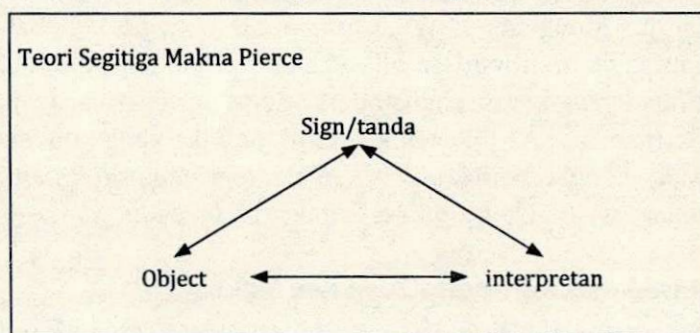 Teori Segitiga Makna Pierce
Sign/tanda
Object interpretan